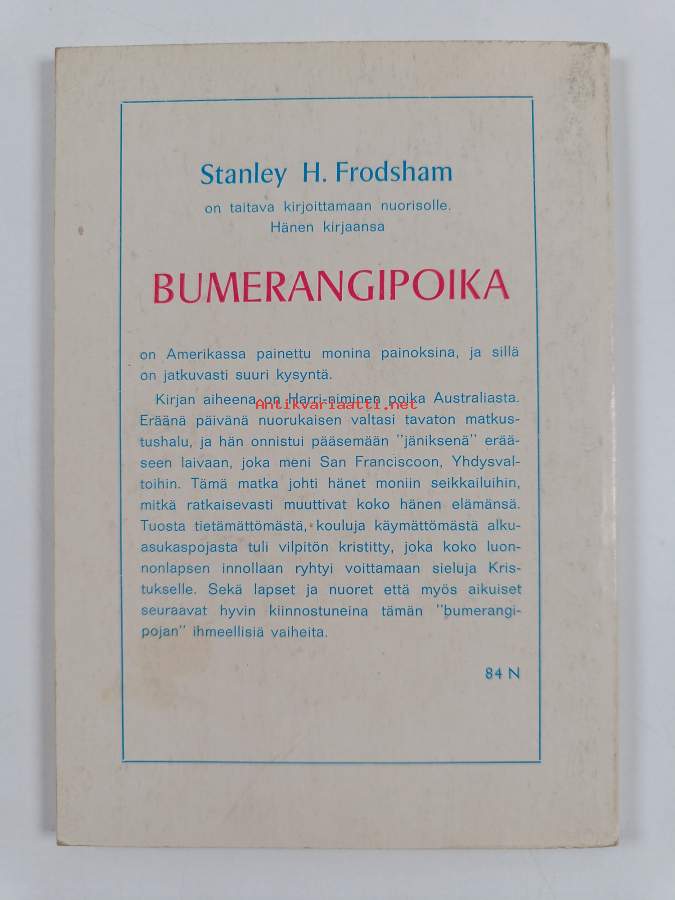 Stanley H. Frodsham
on taitava kirjoittamaan nuorisolle.
Hänen kirjaansa
BUMERANGIPOIKA
on Amerikassa painettu monina painoksina, ja sillä
on jatkuvasti suuri kysyntä.
Kirjan aiheena on Harri-niminen poika Australiasta.
Antikvariaatti.net
Eräänä päivänä nuorukaisen valtasi tavaton matkus-
tushalu, ja hän onnistui pääsemään "jäniksenä" erää-
seen laivaan, joka meni San Franciscoon, Yhdysval-
toihin. Tämä matka johti hänet moniin seikkailuihin,
mitkä ratkaisevasti muuttivat koko hänen elämänsä.
Tuosta tietämättömästä, kouluja käymättömästä alku-
asukaspojasta tuli vilpitön kristitty, joka koko luon-
nonlapsen innollaan ryhtyi voittamaan sieluja Kris-
tukselle. Sekä lapset ja nuoret että myös aikuiset
seuraavat hyvin kiinnostuneina tämän "bumerangi-
pojan" ihmeellisiä vaiheita.
84 N